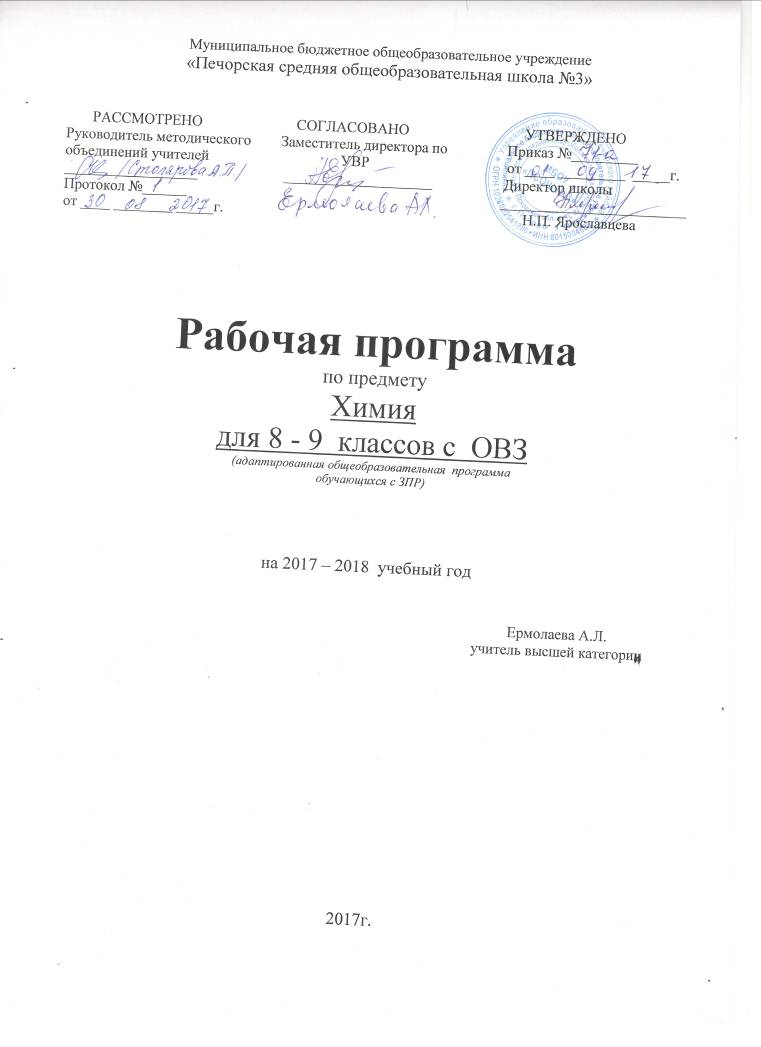 Муниципальное бюджетное общеобразовательное учреждение
«Печорская средняя общеобразовательная школа №3»
РАССМОТРЕНО
Руководитель методического
объединений учителей
(Столярова А.П.)
Протокол № 1
от 30 08 2017 г.
СОГЛАСОВАНО
Заместитель директора по
УВР
Ермолаева А.Л.
УТВЕРЖДЕНО
Приказ №
от 01 09 17 г.
Директор школы
Н.П. Ярославцева
Рабочая программа
по предмету
Химия
для 8 - 9 классов с ОВЗ
(адаптированная общеобразовательная программа
обучающихся с ЗПР)
на 2017 – 2018 учебный год
Ермолаева А.Л.
учитель высшей категории
2017г.